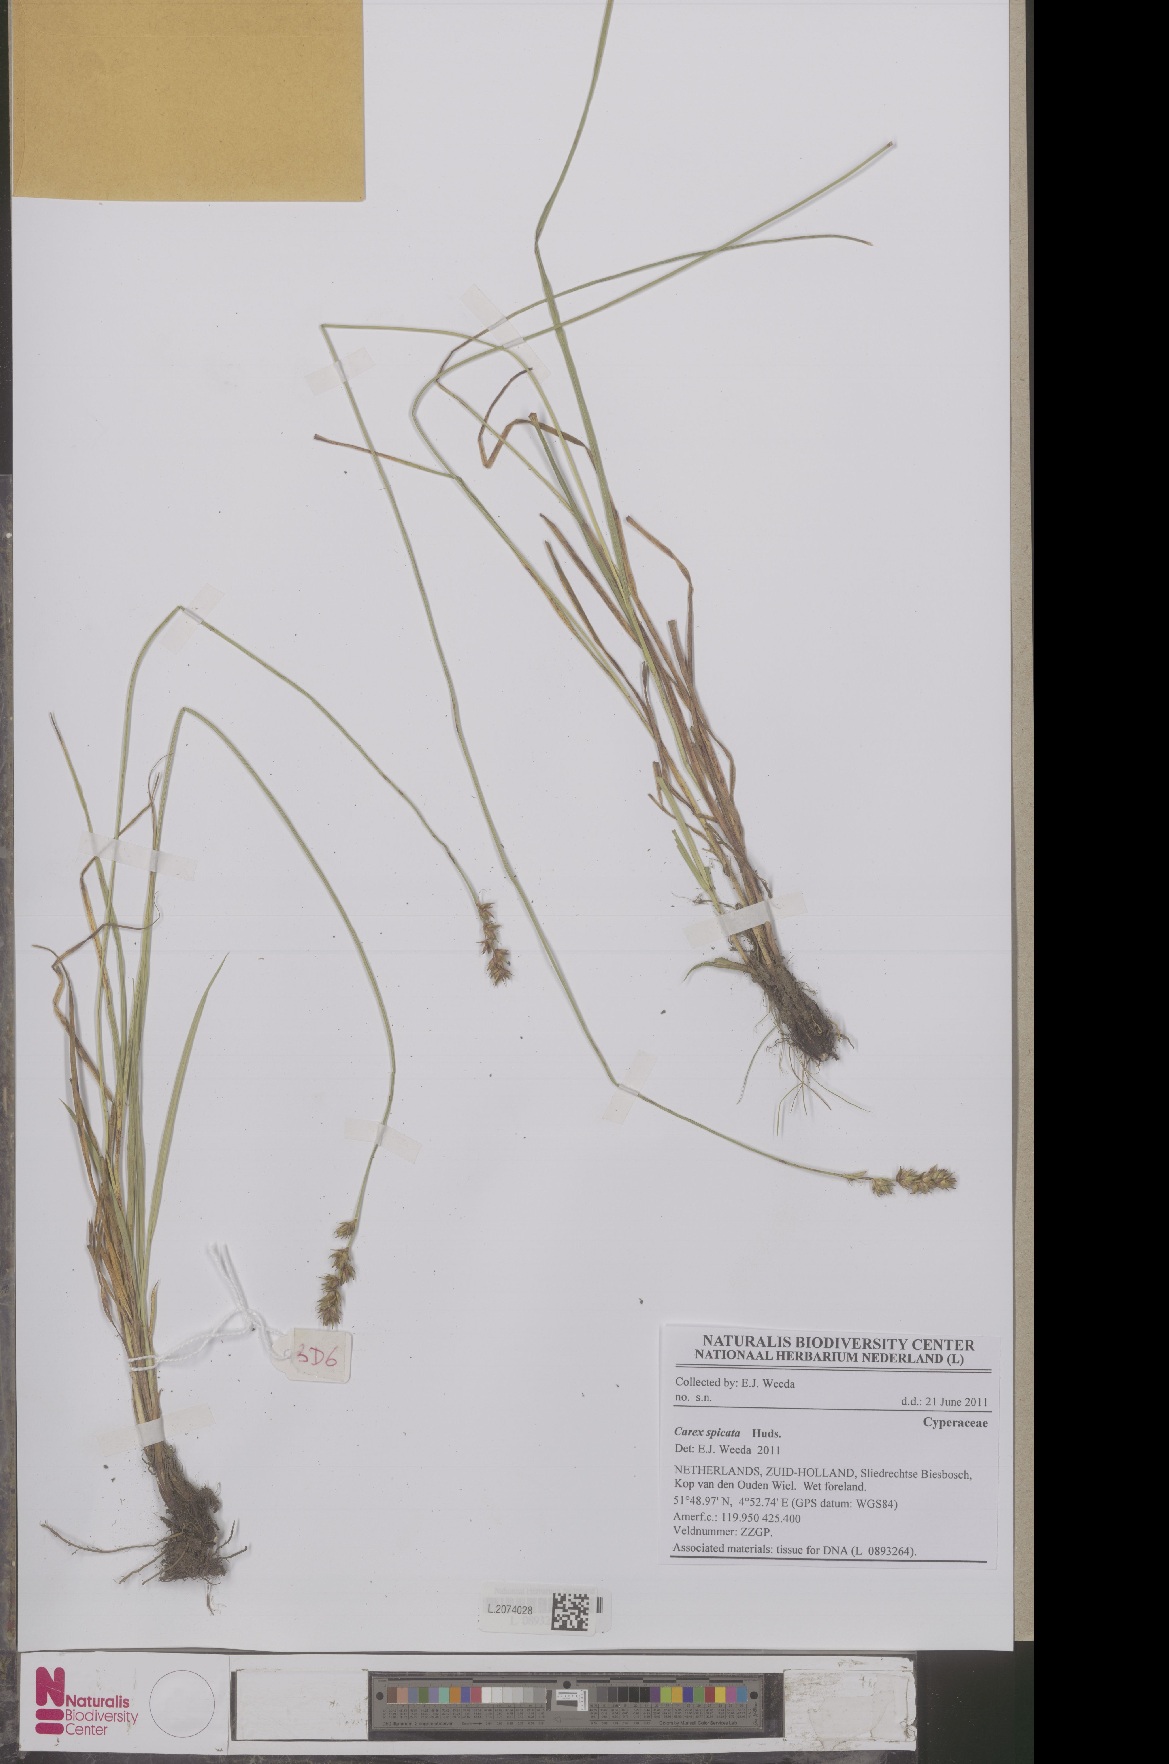 3D6
NATURALIS BIODIVERSITY CENTER
NATIONAAL HERBARIUM NEDERLAND (L)
Collected by: E.J. Weeda
no. s.n.
d.d.: 21 June 2011
Cyperaceae
Carex spicata Huds.
Det: E.J. Weeda 2011
NETHERLANDS, ZUID-HOLLAND, Sliedrechtse Biesbosch,
Kop van den Ouden Wiel. Wet foreland.
51°48.97' N, 4°52.74' E (GPS datum: WGS84)
Amerf.c.: 119.950 425.400
Veldnummer: ZZGP.
Associated materials: tissue for DNA (L 0893264).
L.2074028
Naturalis
Biodiversity
Center